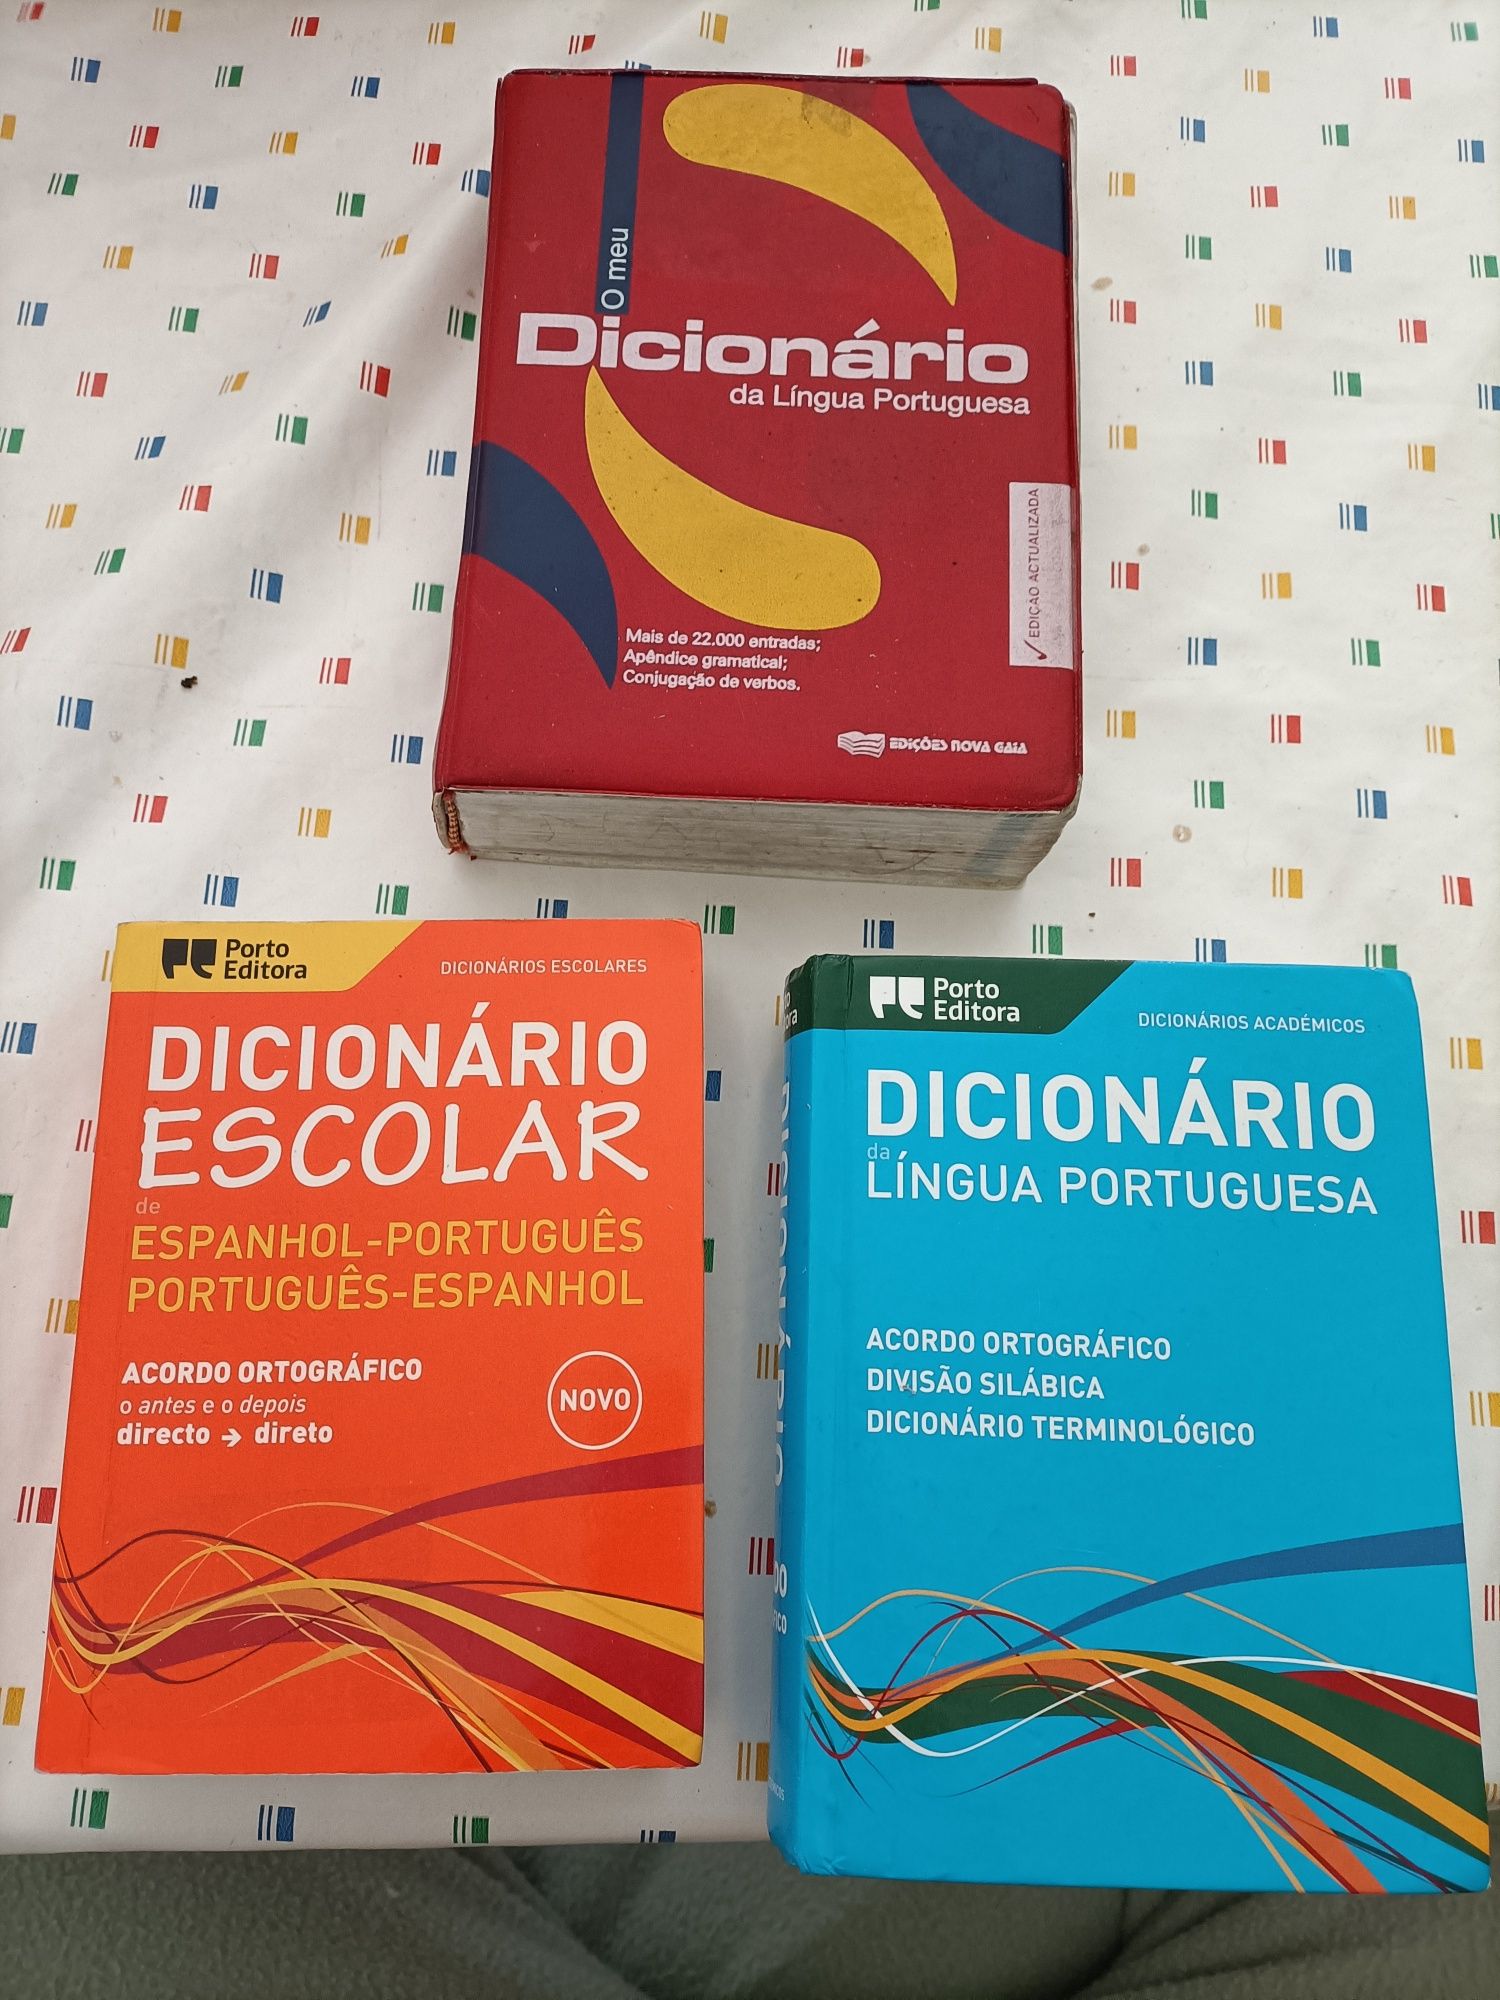 O meu
Dicionário
da Língua Portuguesa
✓ EDIÇÃO ACTUALIZADA
Mais de 22.000 entradas;
Apêndice gramatical;
Conjugação de verbos.
EDIÇÕES NOVA GAIA
Porto
Editora
DICIONÁRIOS ESCOLARES
DICIONÁRIO
ESCOLAR
de
ESPANHOL-PORTUGUÊS
PORTUGUÊS-ESPANHOL
ACORDO ORTOGRÁFICO
o antes e o depois
directo → direto
NOVO
Porto
Editora
DICIONÁRIOS ACADÉMICOS
DICIONÁRIO
da
LÍNGUA PORTUGUESA
ACORDO ORTOGRÁFICO
DIVISÃO SILÁBICA
DICIONÁRIO TERMINOLÓGICO